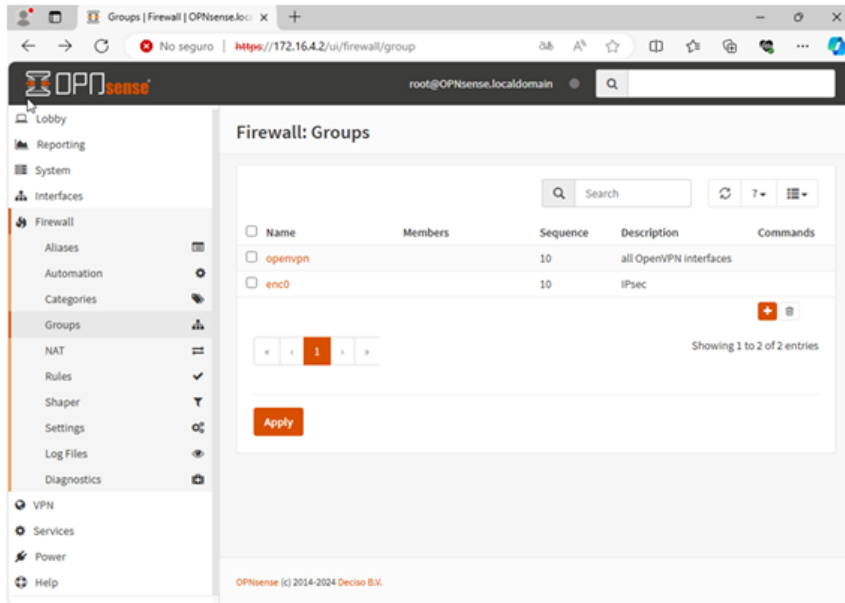 Groups | Firewall | OPNsense.loc
No seguro https://172.16.4.2/ui/firewall/group
OPNsense
root@OPNsense.localdomain
Lobby
Reporting
System
Interfaces
Firewall
Aliases
Automation
Categories
Groups
NAT
Rules
Shaper
Settings
Log Files
Diagnostics
VPN
Services
Power
Help
Firewall: Groups
Search 7
Name Members Sequence Description Commands
openvpn 10 all OpenVPN interfaces
enc0 10 IPsec
« ‹ 1 › »
Showing 1 to 2 of 2 entries
Apply
OPNsense (c) 2014-2024 Deciso B.V.